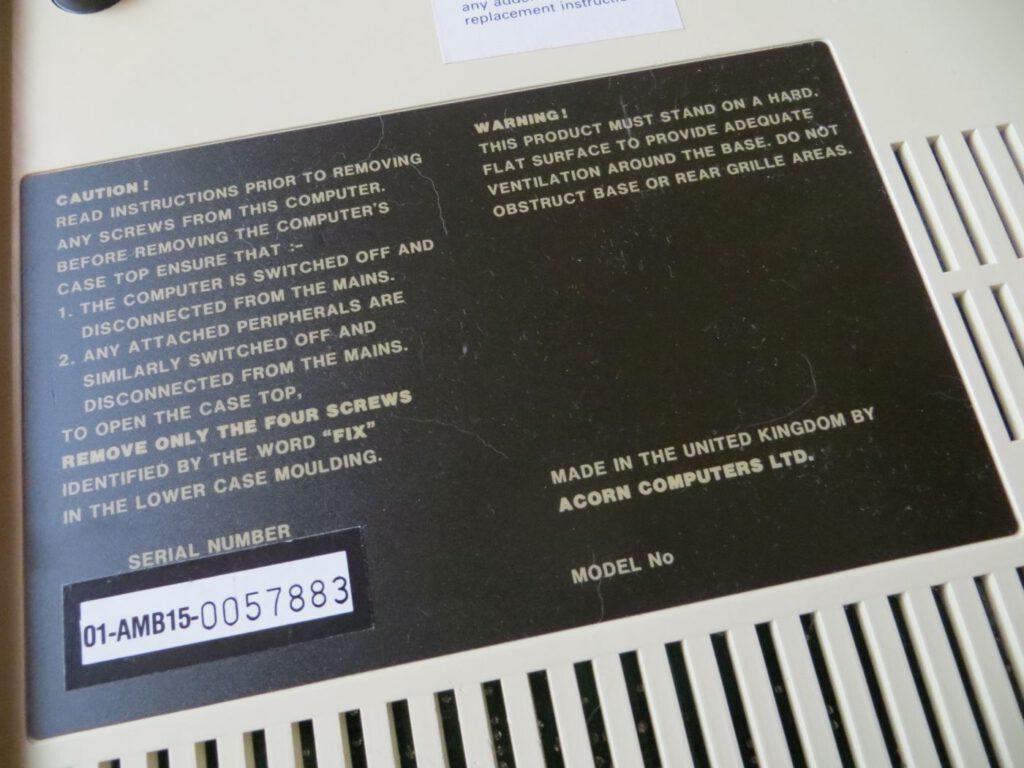 replacement instructio
CAUTION!
READ INSTRUCTIONS PRIOR TO REMOVING
ANY SCREWS FROM THIS COMPUTER.
BEFORE REMOVING THE COMPUTER'S
CASE TOP ENSURE THAT :-
1. THE COMPUTER IS SWITCHED OFF AND
DISCONNECTED FROM THE MAINS.
2. ANY ATTACHED PERIPHERALS ARE
SIMILARLY SWITCHED OFF AND
DISCONNECTED FROM THE MAINS.
TO OPEN THE CASE TOP,
REMOVE ONLY THE FOUR SCREWS
IDENTIFIED BY THE WORD "FIX"
IN THE LOWER CASE MOULDING.
SERIAL NUMBER
01-AMB15-0057883
WARNING!
THIS PRODUCT MUST STAND ON A HARD,
FLAT SURFACE TO PROVIDE ADEQUATE
VENTILATION AROUND THE BASE. DO NOT
OBSTRUCT BASE OR REAR GRILLE AREAS.
MADE IN THE UNITED KINGDOM BY
ACORN COMPUTERS LTD.
MODEL No